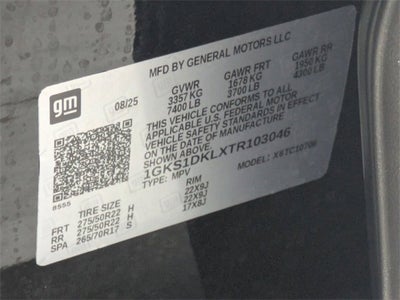 MFD BY GENERAL MOTORS LLC
gm
08/25
GVWR
3357 KG
7400 LB
GAWR FRT
1678 KG
3700 LB
GAWR RR
1950 KG
4300 LB
THIS VEHICLE CONFORMS TO ALL
APPLICABLE U.S. FEDERAL MOTOR
VEHICLE SAFETY STANDARDS IN EFFECT
ON THE DATE OF MANUFACTURE
SHOWN ABOVE.
1GKS1DKLXTR103046
TYPE: MPV
MODEL: X6TC10706
8555
TIRE SIZE RIM
FRT 275/50R22 H 22X9J
RR 275/50R22 H 22X9J
SPA 265/70R17 S 17X8J